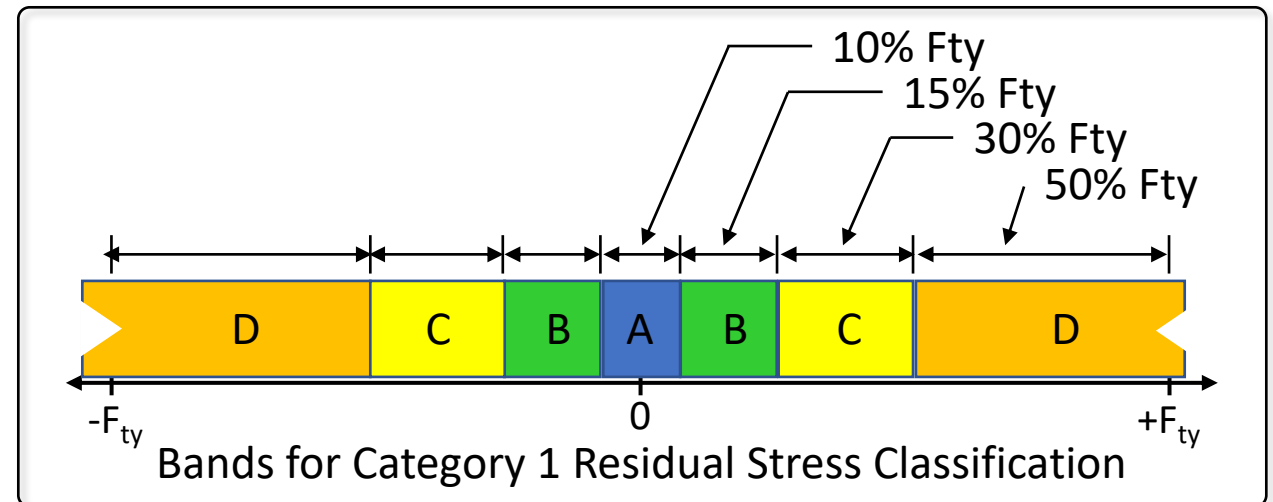 10% Fty
15% Fty
30% Fty
50% Fty
D C B A B C D
-Fty 0 +Fty
Bands for Category 1 Residual Stress Classification